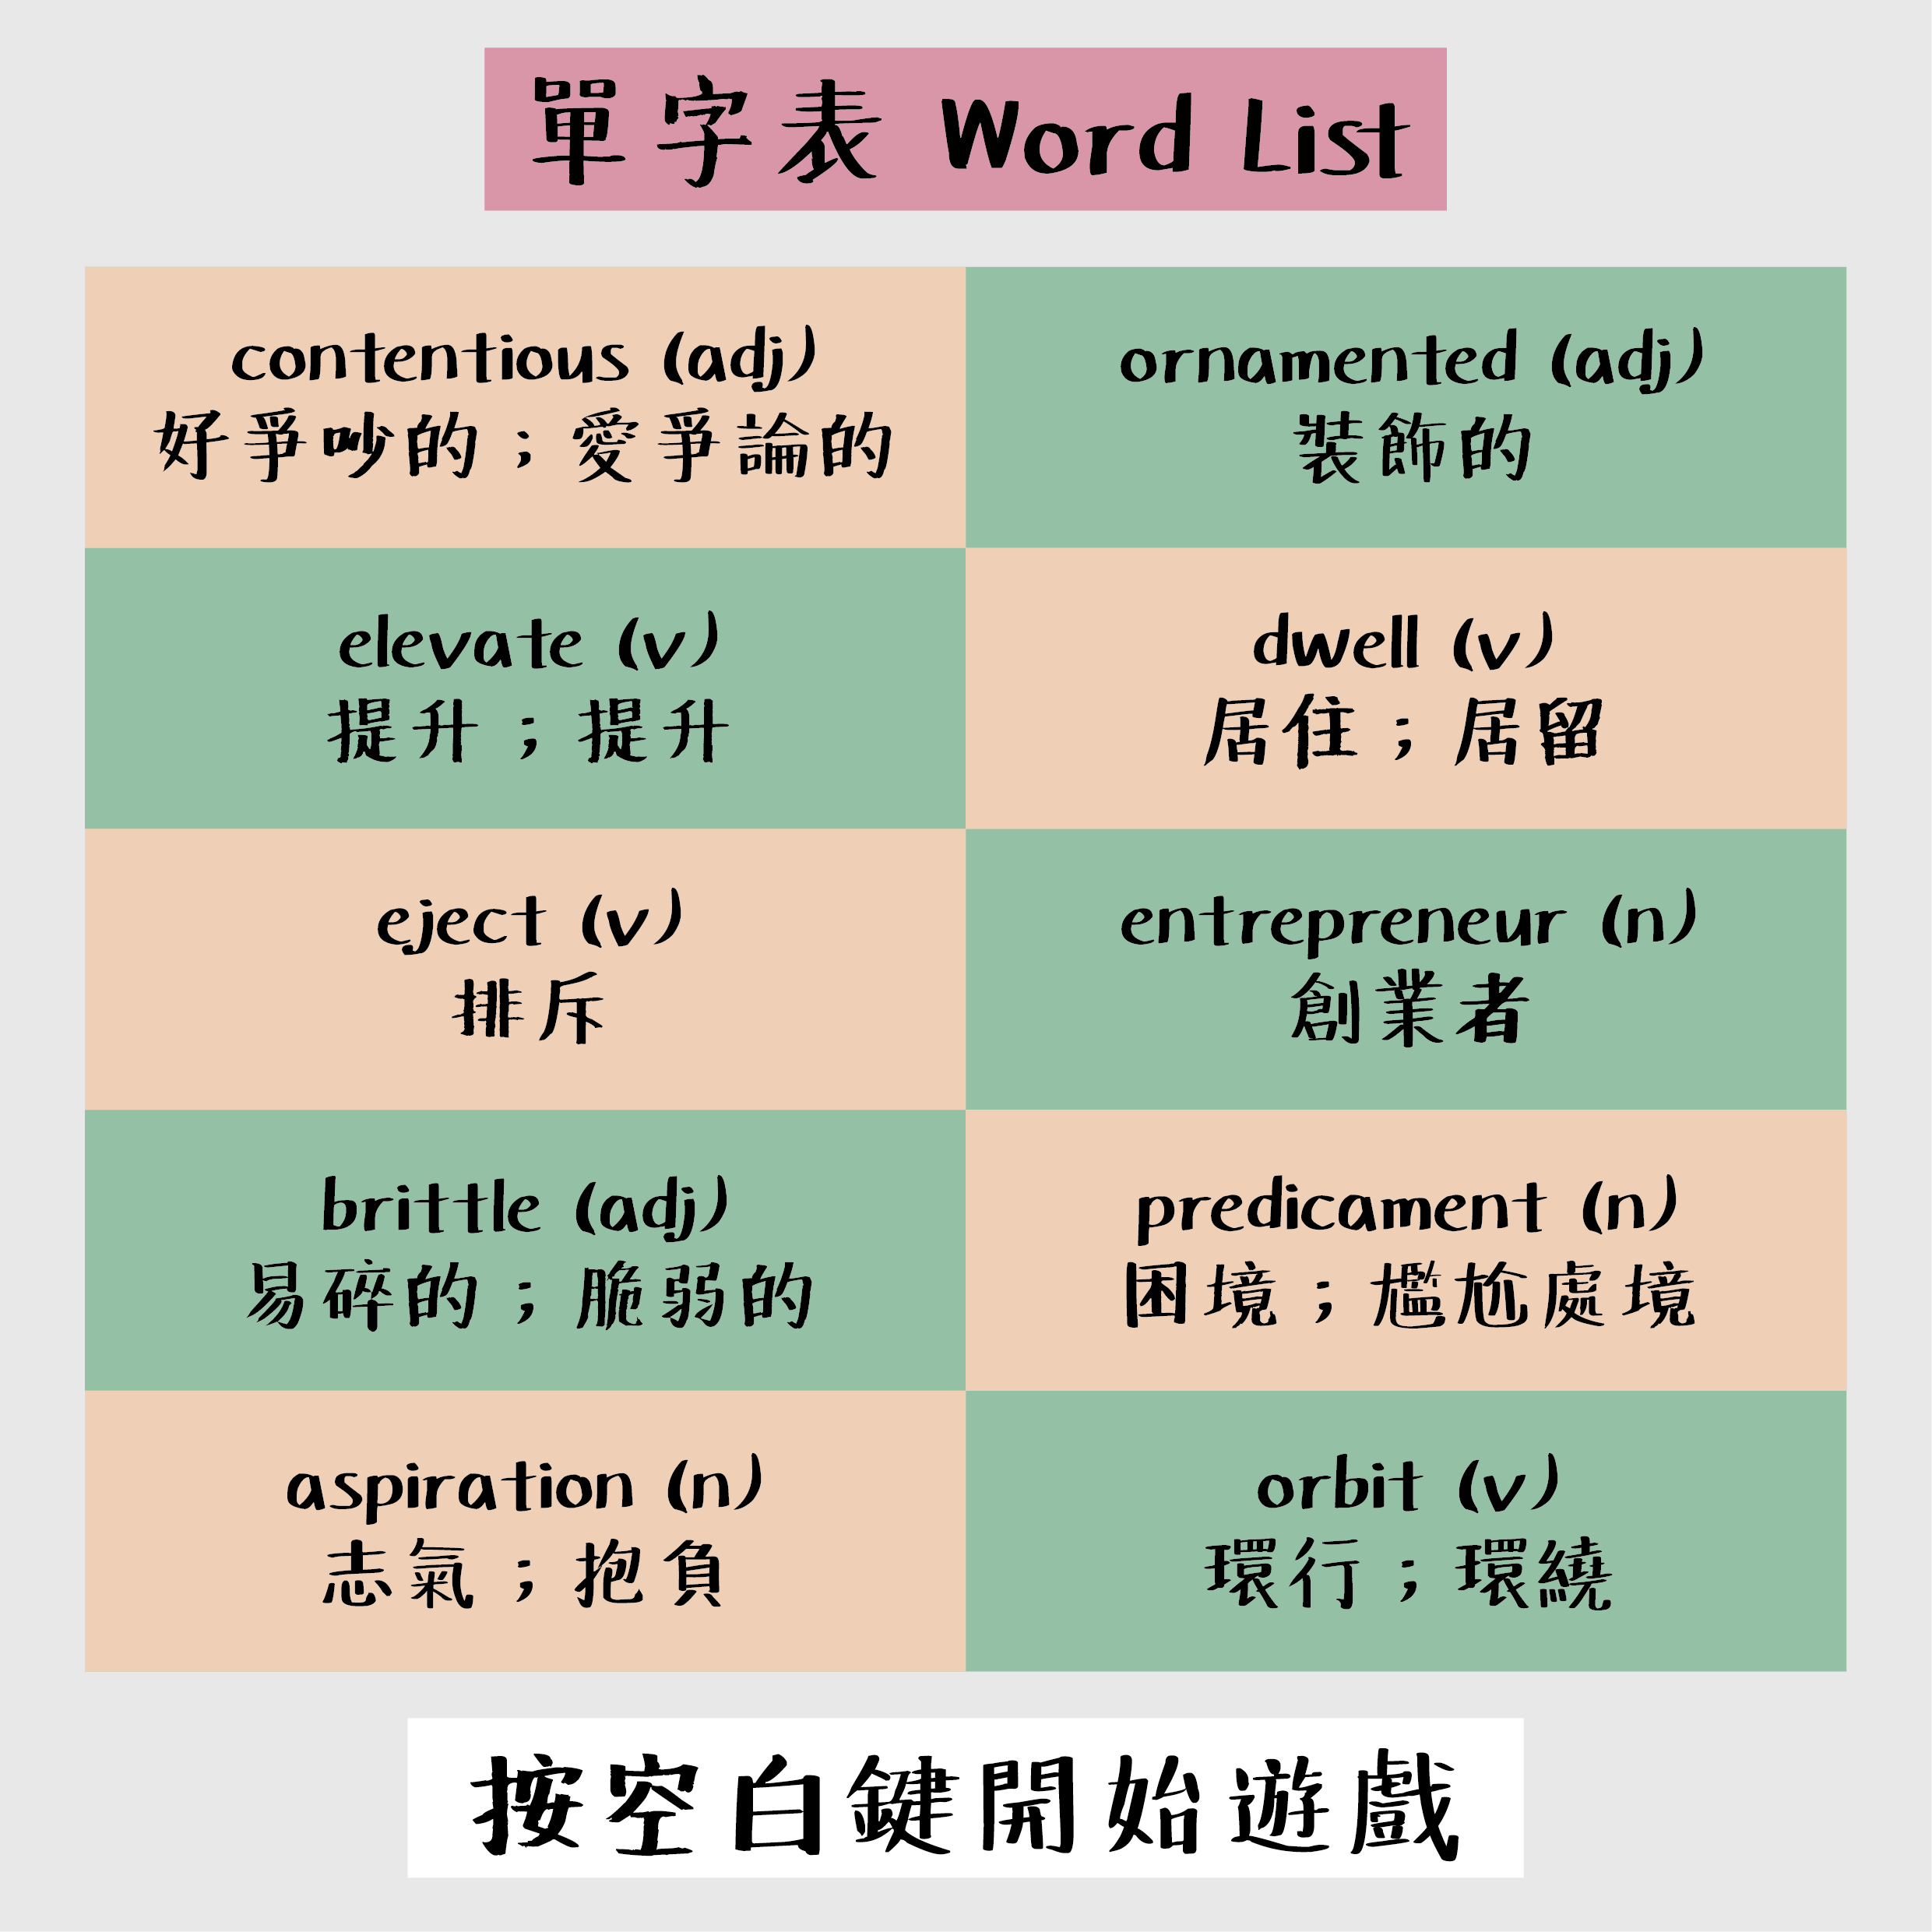 單字表 Word List
contentious (adj)
好爭吵的；愛爭論的
ornamented (adj)
裝飾的
elevate (v)
提升；提升
dwell (v)
居住；居留
eject (v)
排斥
entrepreneur (n)
創業者
brittle (adj)
易碎的；脆弱的
predicament (n)
困境；尷尬處境
aspiration (n)
志氣；抱負
orbit (v)
環行；環繞
按空白鍵開始遊戲